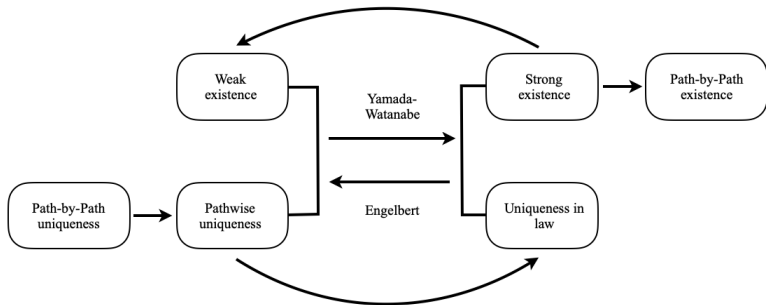 Weak
existence
Yamada-
Watanabe
Strong
existence
Path-by-Path
existence
Path-by-Path
uniqueness
Pathwise
uniqueness
Engelbert
Uniqueness in
law